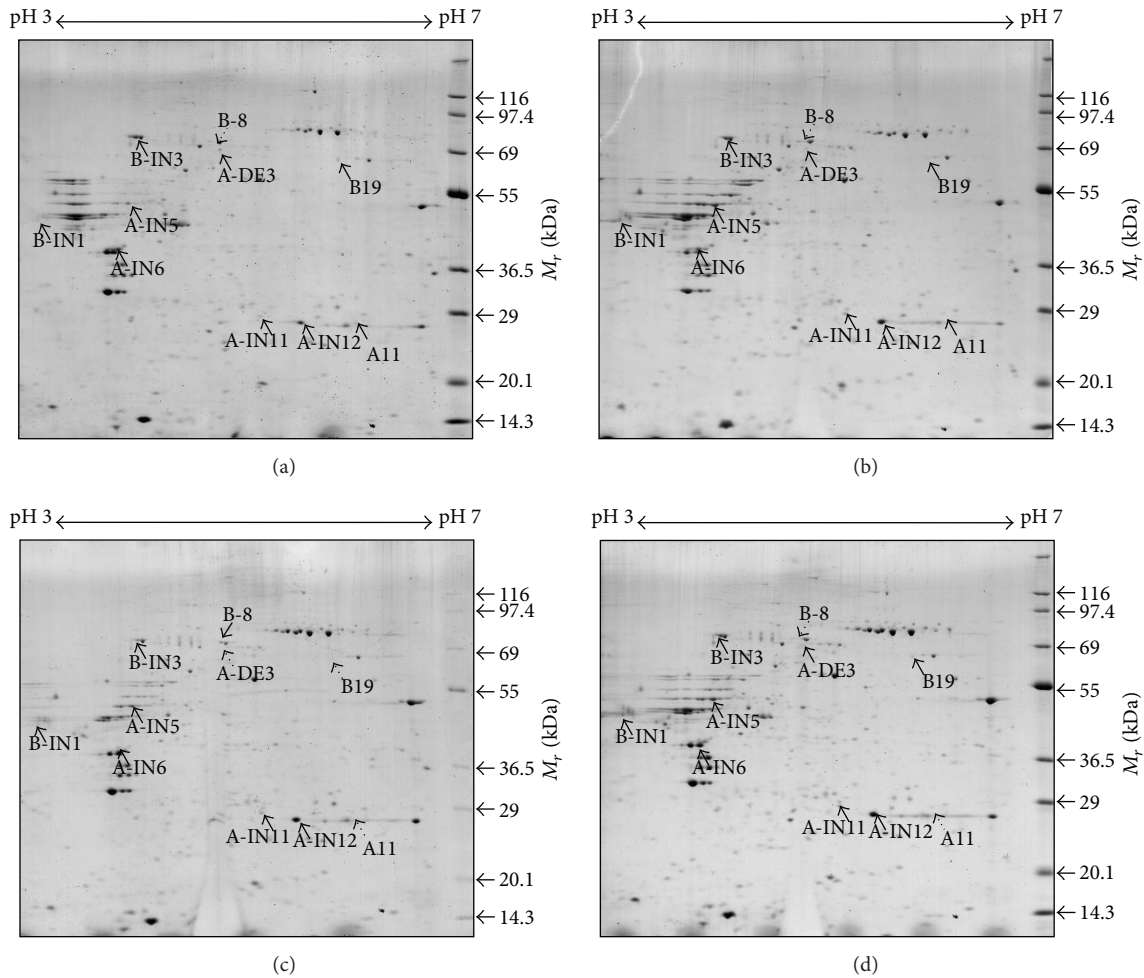 pH 3 pH 7
116
97.4
B-8
69
B-IN3
A-DE3
B19
55
A-IN5
B-IN1
A-IN6
36.5
29
A-IN11 A-IN12 A11
20.1
14.3
M_r (kDa)
(a)
pH 3 pH 7
116
97.4
B-8
69
B-IN3
A-DE3
B19
55
A-IN5
B-IN1
A-IN6
36.5
29
A-IN11 A-IN12 A11
20.1
14.3
M_r (kDa)
(b)
pH 3 pH 7
116
97.4
B-8
69
B-IN3
A-DE3
B19
55
A-IN5
B-IN1
A-IN6
36.5
29
A-IN11 A-IN12 A11
20.1
14.3
M_r (kDa)
(c)
pH 3 pH 7
116
97.4
B-8
69
B-IN3
A-DE3
B19
55
A-IN5
B-IN1
A-IN6
36.5
29
A-IN11 A-IN12 A11
20.1
14.3
M_r (kDa)
(d)